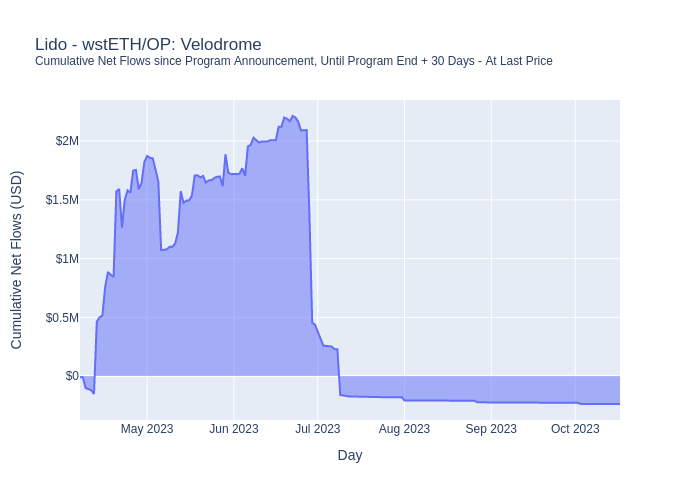 Lido - wstETH/OP: Velodrome
Cumulative Net Flows since Program Announcement, Until Program End + 30 Days - At Last Price
Cumulative Net Flows (USD)
$2M
$1.5M
$1M
$0.5M
$0
May 2023 Jun 2023 Jul 2023 Aug 2023 Sep 2023 Oct 2023
Day